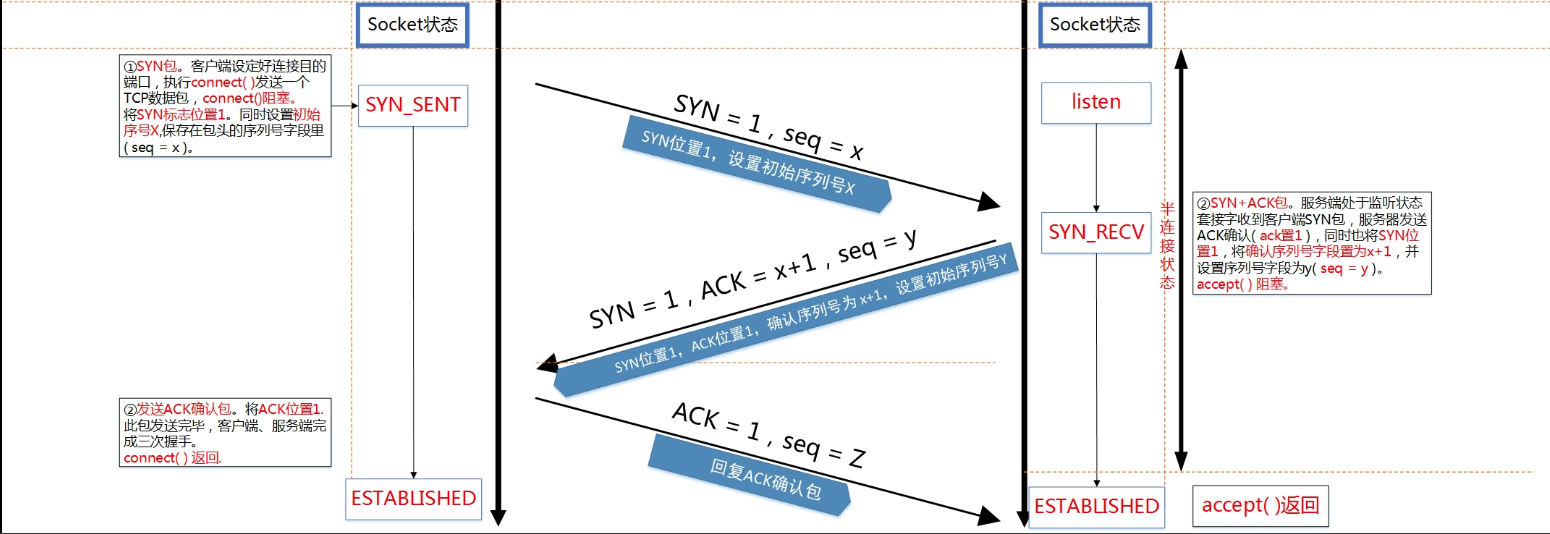 Socket状态
Socket状态
①SYN包。客户端设定好连接目的
端口，执行connect( )发送一个
TCP数据包，connect()阻塞。
将SYN标志位置1。同时设置初始
序号X,保存在包头的序列号字段里
( seq = x )。
SYN_SENT
SYN = 1 , seq = x
SYN位置1，设置初始序列号X
listen
SYN_RECV
半连接状态
②SYN+ACK包。服务端处于监听状态
套接字收到客户端SYN包，服务器发送
ACK确认( ack置1 )，同时也将SYN位
置1，将确认序列号字段置为x+1，并
设置序列号字段为y( seq = y )。
accept( ) 阻塞。
SYN = 1 , ACK = x+1 , seq = y
SYN位置1，ACK位置1，确认序列号为 x+1，设置初始序列号Y
②发送ACK确认包。将ACK位置1.
此包发送完毕，客户端、服务端完
成三次握手。
connect( ) 返回.
ACK = 1 , seq = Z
回复ACK确认包
ESTABLISHED
ESTABLISHED
accept( )返回